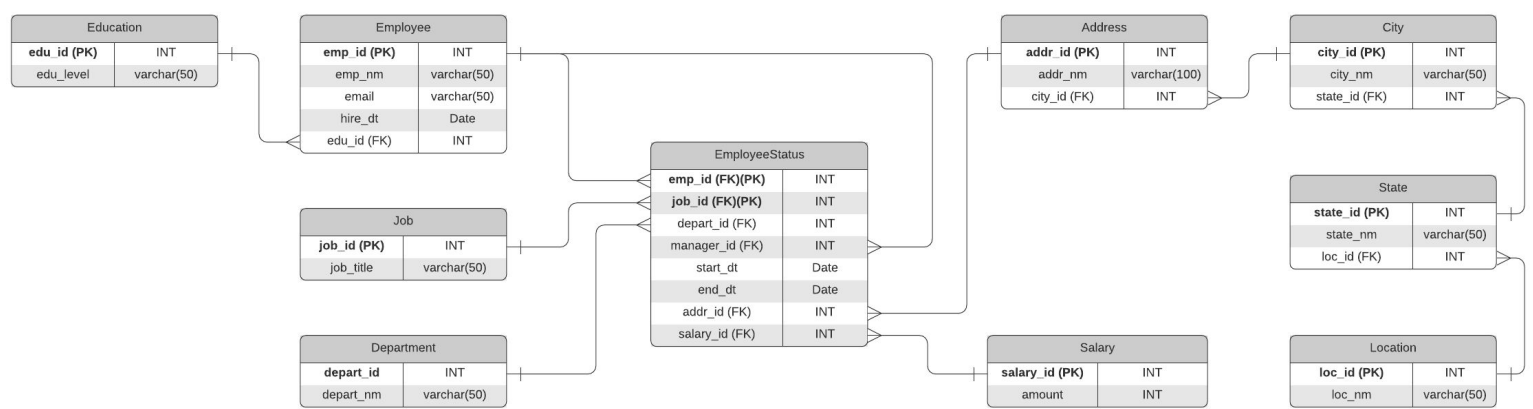 Education
edu_id (PK) INT
edu_level varchar(50)
Employee
emp_id (PK) INT
emp_nm varchar(50)
email varchar(50)
hire_dt Date
edu_id (FK) INT
Job
job_id (PK) INT
job_title varchar(50)
Department
depart_id INT
depart_nm varchar(50)
EmployeeStatus
emp_id (FK)(PK) INT
job_id (FK)(PK) INT
depart_id (FK) INT
manager_id (FK) INT
start_dt Date
end_dt Date
addr_id (FK) INT
salary_id (FK) INT
Address
addr_id (PK) INT
addr_nm varchar(100)
city_id (FK) INT
Salary
salary_id (PK) INT
amount INT
City
city_id (PK) INT
city_nm varchar(50)
state_id (FK) INT
State
state_id (PK) INT
state_nm varchar(50)
loc_id (FK) INT
Location
loc_id (PK) INT
loc_nm varchar(50)